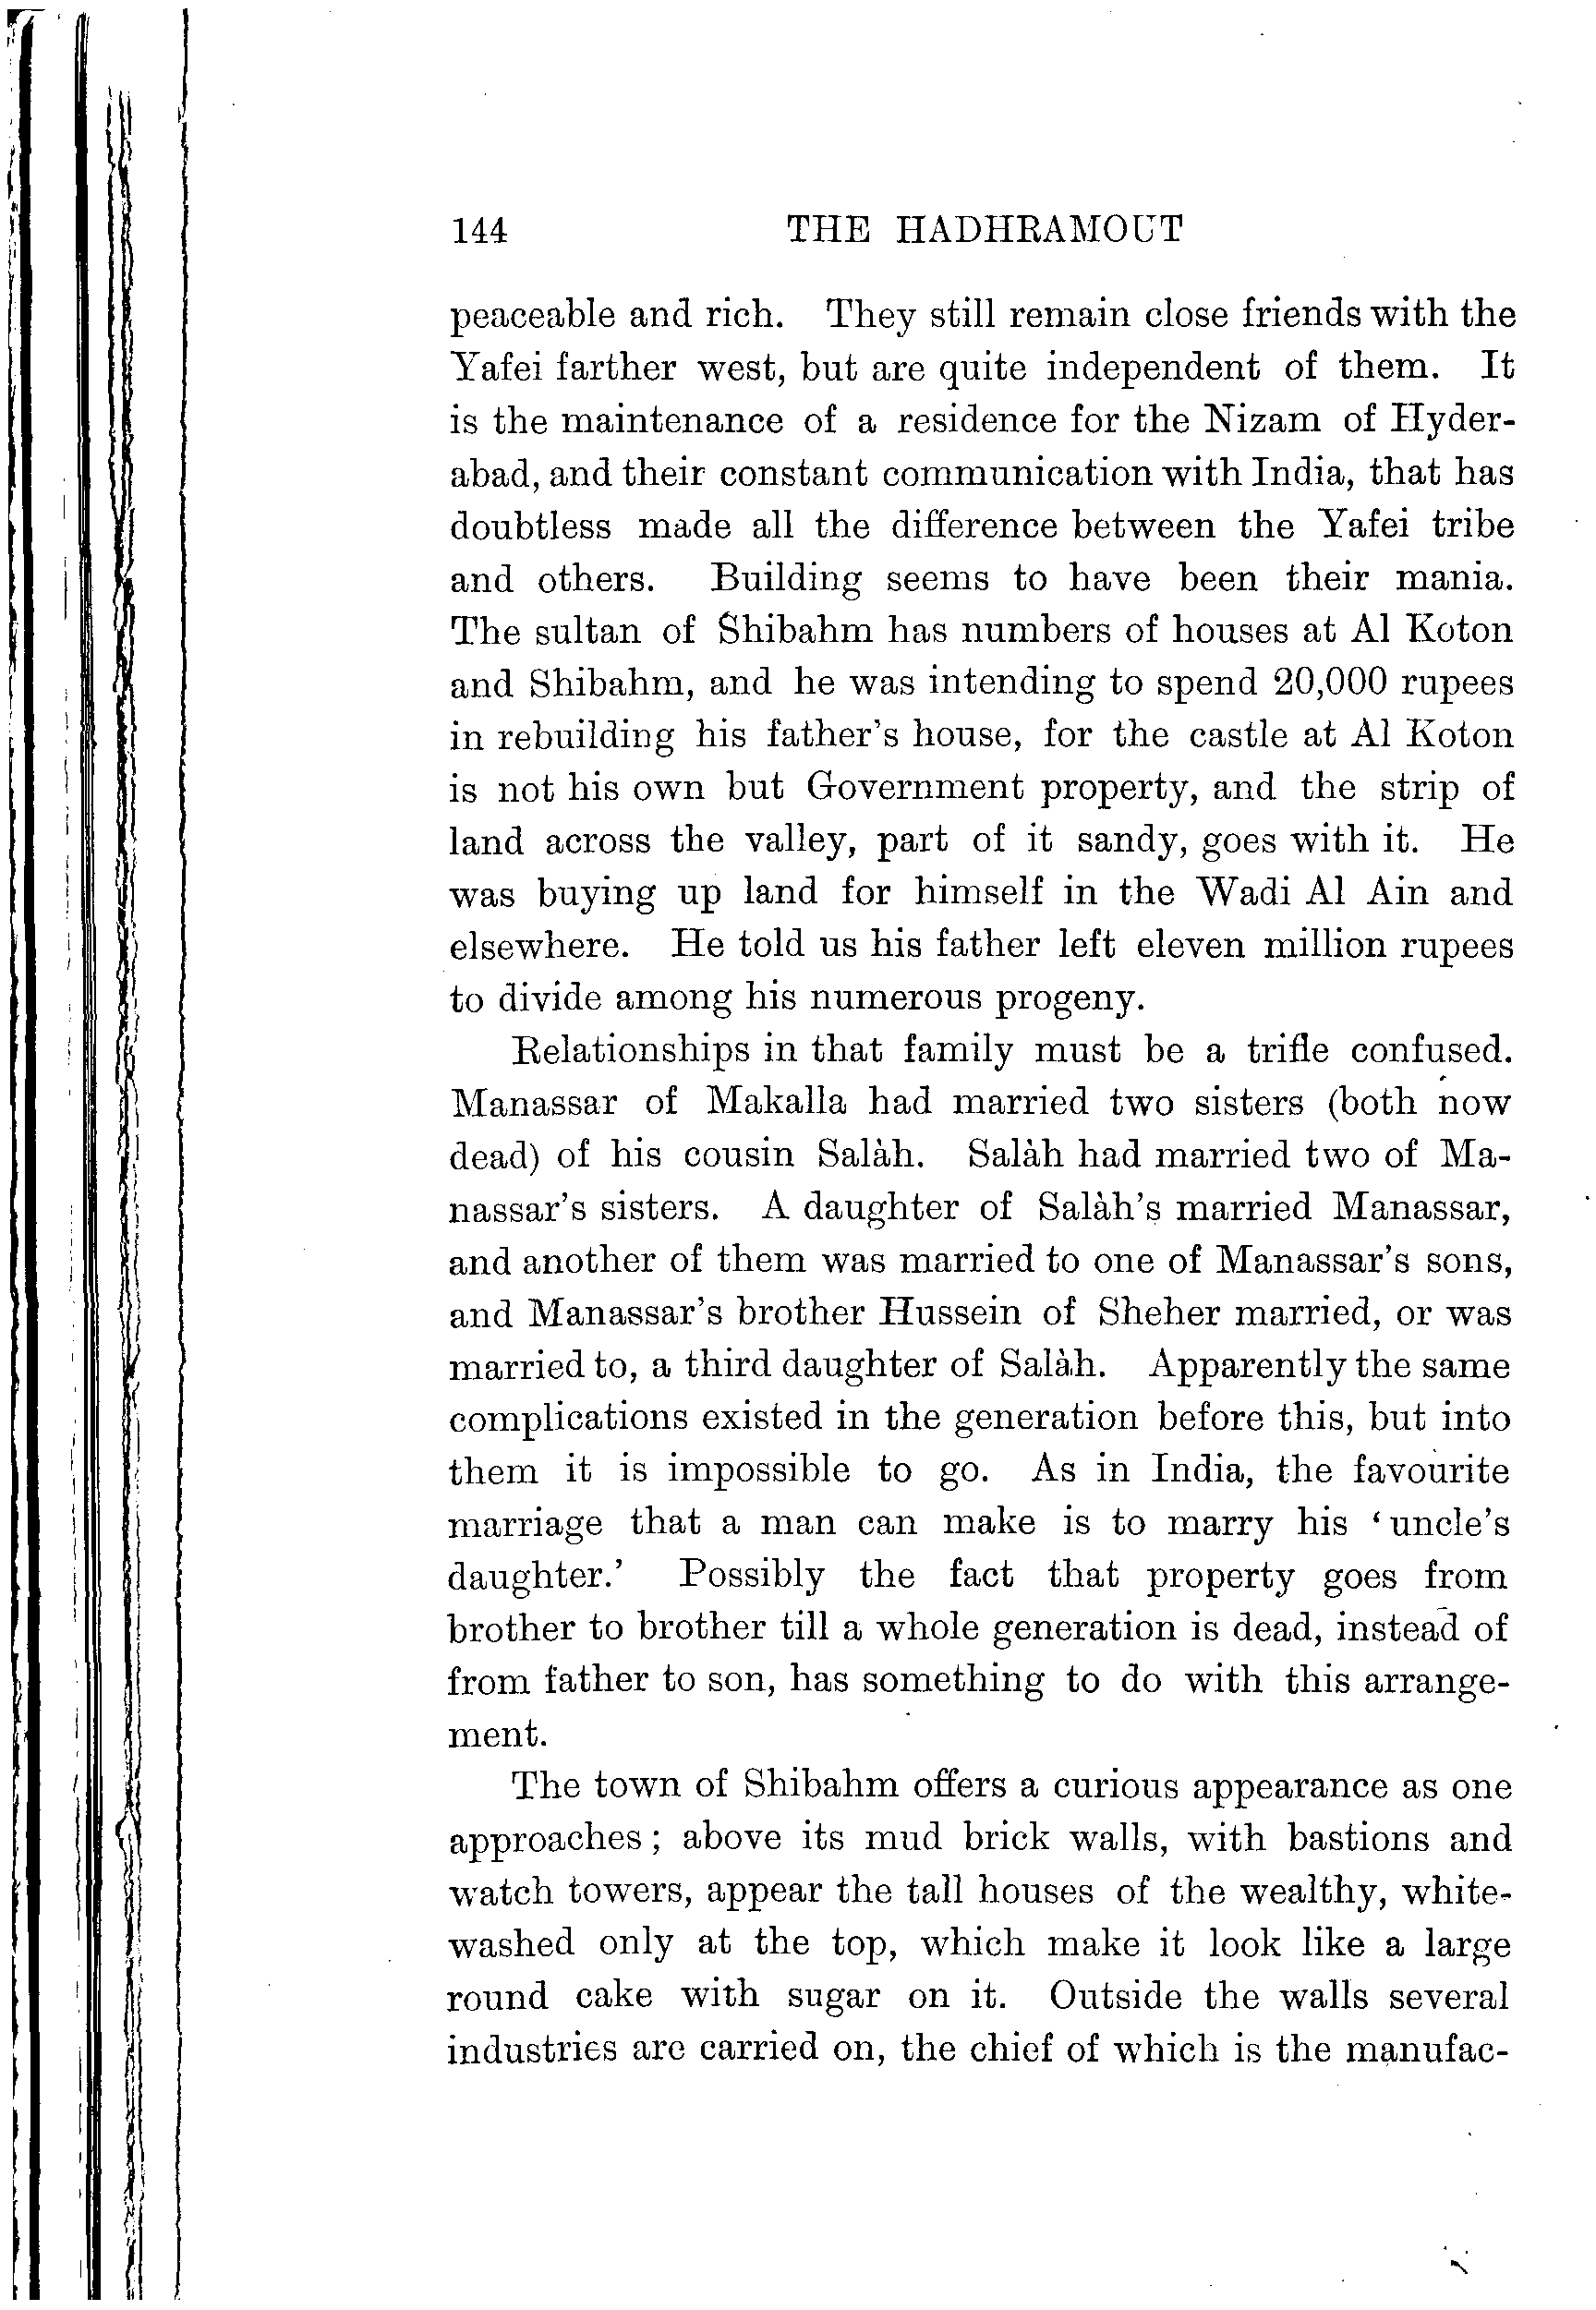 144 THE HADHRAMOUT
peaceable and rich. They still remain close friends with the
Yafei farther west, but are quite independent of them. It
is the maintenance of a residence for the Nizam of Hyder-
abad, and their constant communication with India, that has
doubtless made all the difference between the Yafei tribe
and others. Building seems to have been their mania.
The sultan of Shibahm has numbers of houses at Al Koton
and Shibahm, and he was intending to spend 20,000 rupees
in rebuilding his father's house, for the castle at Al Koton
is not his own but Government property, and the strip of
land across the valley, part of it sandy, goes with it. He
was buying up land for himself in the Wadi Al Ain and
elsewhere. He told us his father left eleven million rupees
to divide among his numerous progeny.
Relationships in that family must be a trifle confused.
Manassar of Makalla had married two sisters (both now
dead) of his cousin Salàh. Salàh had married two of Ma-
nassar's sisters. A daughter of Salàh's married Manassar,
and another of them was married to one of Manassar's sons,
and Manassar's brother Hussein of Sheher married, or was
married to, a third daughter of Salàh. Apparently the same
complications existed in the generation before this, but into
them it is impossible to go. As in India, the favourite
marriage that a man can make is to marry his ‘uncle's
daughter.’ Possibly the fact that property goes from
brother to brother till a whole generation is dead, instead of
from father to son, has something to do with this arrange-
ment.
The town of Shibahm offers a curious appearance as one
approaches; above its mud brick walls, with bastions and
watch towers, appear the tall houses of the wealthy, white-
washed only at the top, which make it look like a large
round cake with sugar on it. Outside the walls several
industries are carried on, the chief of which is the manufac-